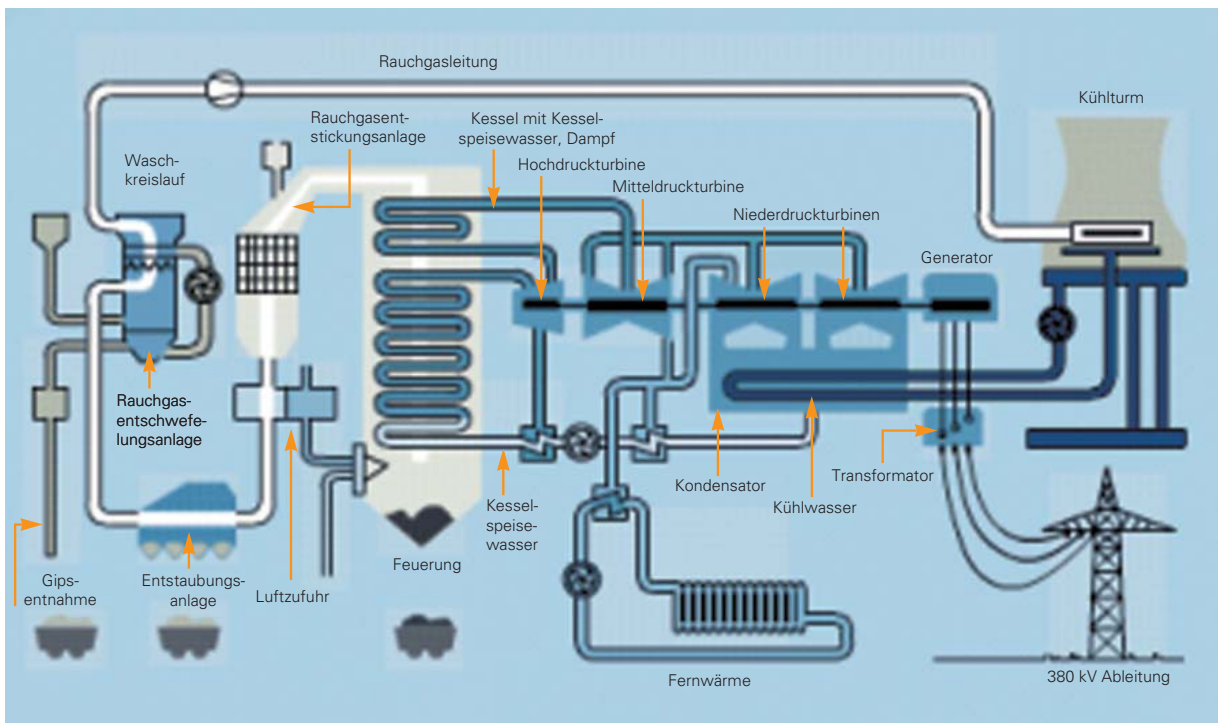 Rauchgasleitung
Kühlturm
Rauchgasent-
stickungsanlage
Kessel mit Kessel-
speisewasser, Dampf
Wasch-
kreislauf
Hochdruckturbine
Mitteldruckturbine
Niederdruckturbinen
Generator
Rauchgas-
entschwefe-
lungsanlage
Transformator
Kondensator
Kühlwasser
Kessel-
speise-
wasser
Feuerung
Gips-
entnahme
Entstaubungs-
anlage
Luftzufuhr
Fernwärme
380 kV Ableitung